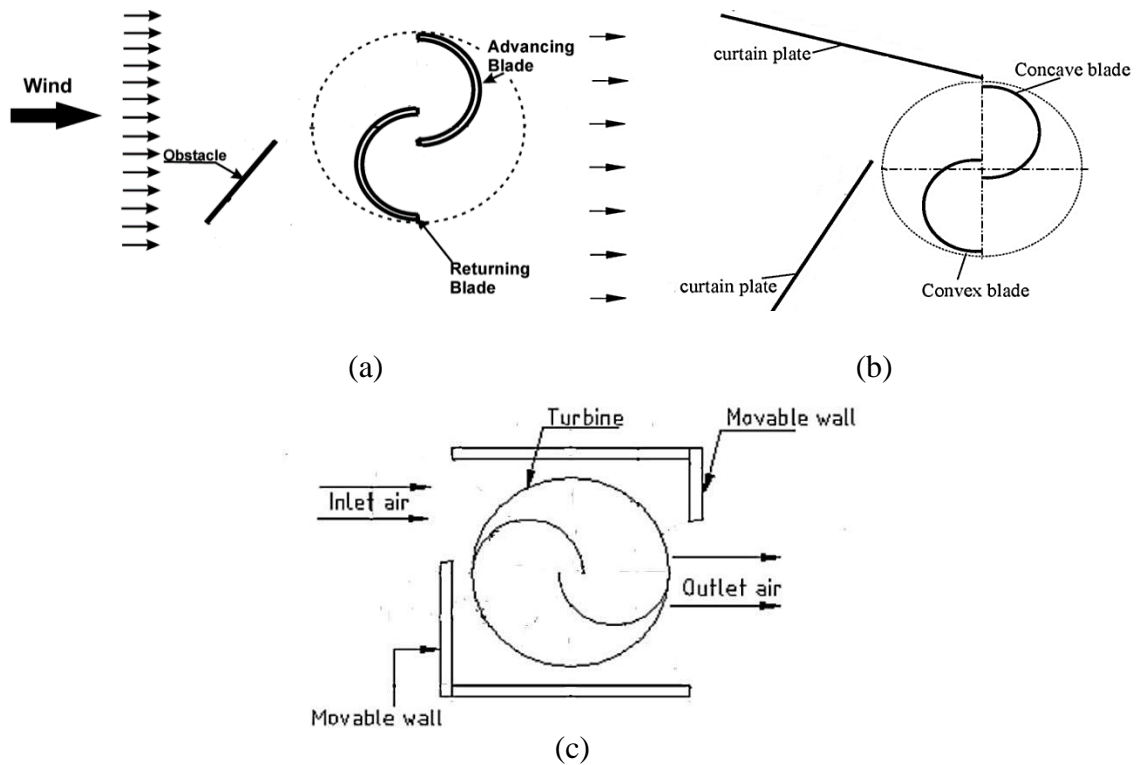 Wind
Obstacle
Advancing
Blade
Returning
Blade
(a)
curtain plate
Concave blade
curtain plate
Convex blade
(b)
Turbine
Movable wall
Inlet air
Outlet air
Movable wall
(c)